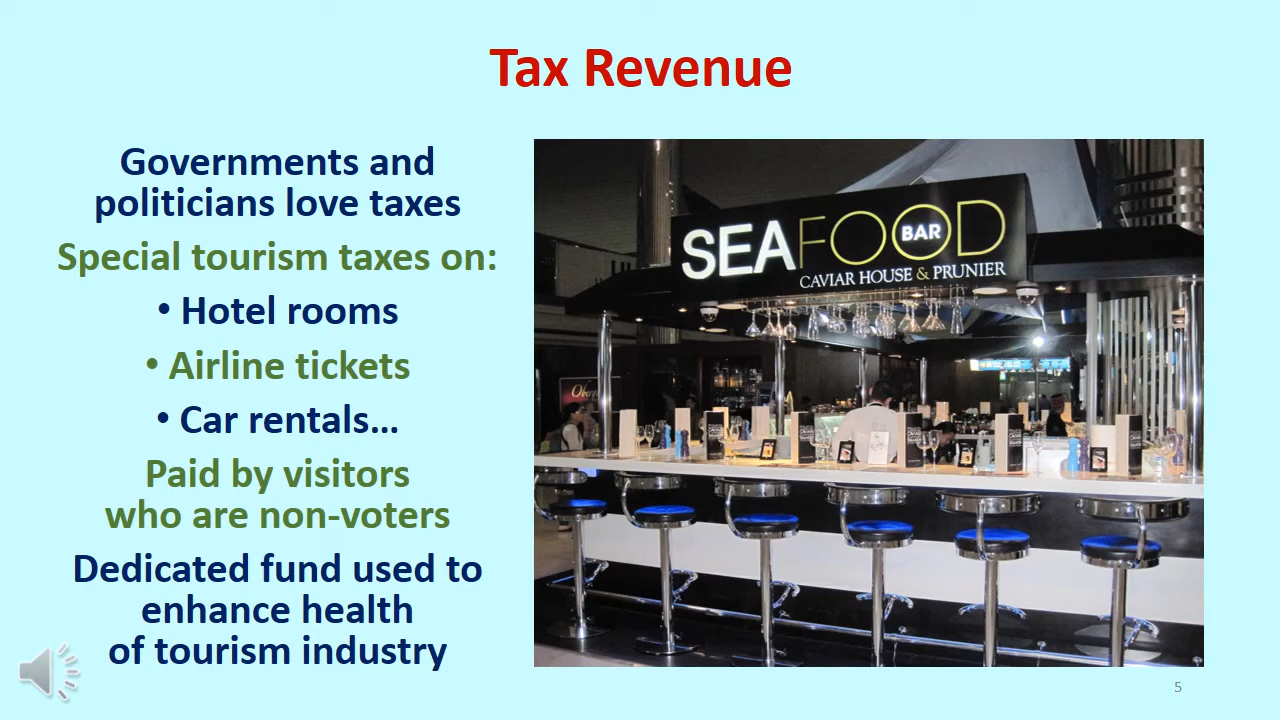 Tax Revenue
Governments and
politicians love taxes
Special tourism taxes on:
• Hotel rooms
• Airline tickets
• Car rentals...
Paid by visitors
who are non-voters
Dedicated fund used to
enhance health
of tourism industry
SEAFOOD
BAR
CAVIAR HOUSE & PRUNIER
5